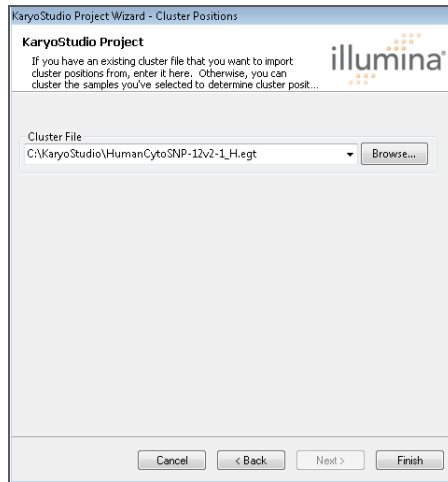 KaryoStudio Project Wizard - Cluster Positions
KaryoStudio Project
If you have an existing cluster file that you want to import
cluster positions from, enter it here. Otherwise, you can
cluster the samples you've selected to determine cluster posit...
illumina®
Cluster File
C:\KaryoStudio\HumanCytoSNP-12v2-1_H.egt
Browse...
Cancel
< Back
Next >
Finish